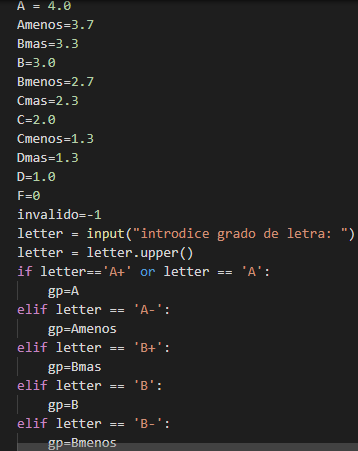 A = 4.0
Amenos=3.7
Bmas=3.3
B=3.0
Bmenos=2.7
Cmas=2.3
C=2.0
Cmenos=1.3
Dmas=1.3
D=1.0
F=0
invalido=-1
letter = input("introdice grado de letra: ")
letter = letter.upper()
if letter=='A+' or letter == 'A':
    gp=A
elif letter == 'A-':
    gp=Amenos
elif letter == 'B+':
    gp=Bmas
elif letter == 'B':
    gp=B
elif letter == 'B-':
    gp=Bmenos